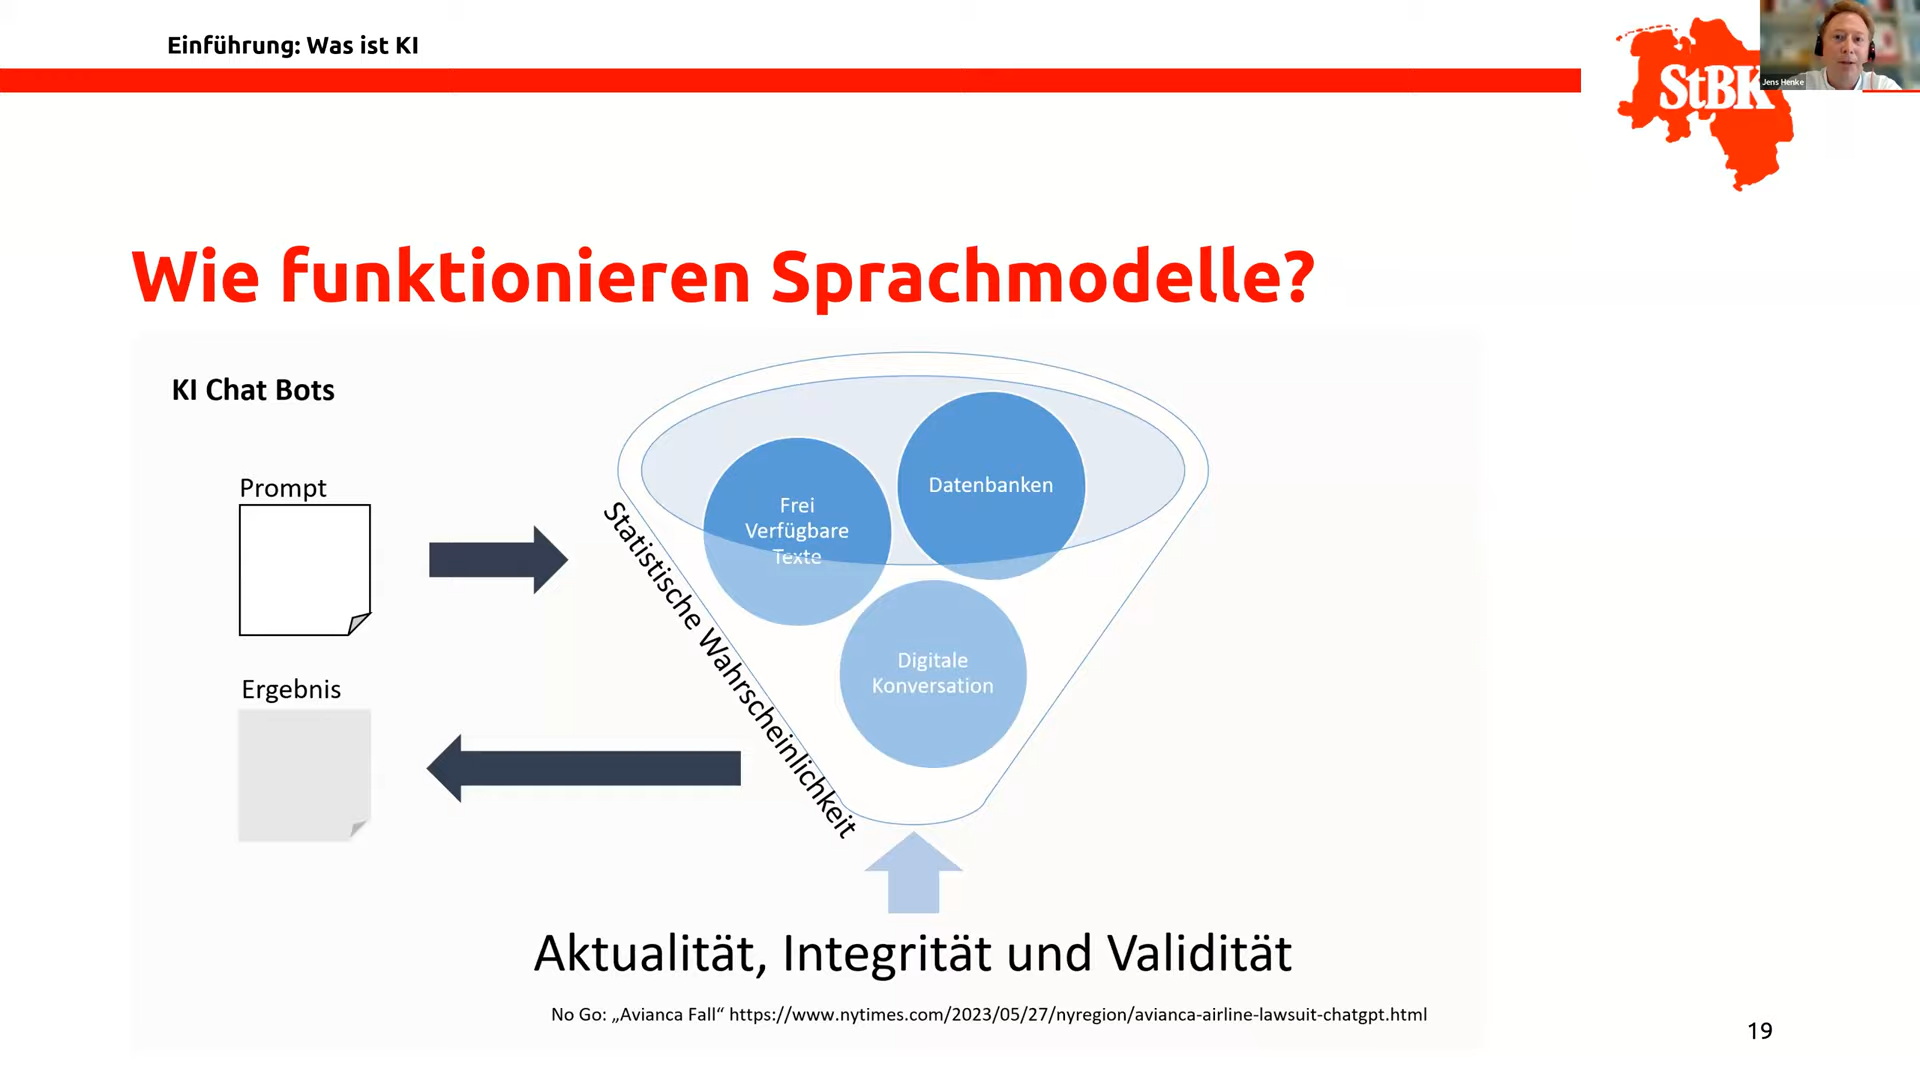 Einführung: Was ist KI
StBK
Jens Henke
Wie funktionieren Sprachmodelle?
KI Chat Bots
Prompt
Ergebnis
Statistische Wahrscheinlichkeit
Frei
Verfügbare
Texte
Datenbanken
Digitale
Konversation
Aktualität, Integrität und Validität
No Go: „Avianca Fall“ https://www.nytimes.com/2023/05/27/nyregion/avianca-airline-lawsuit-chatgpt.html
19